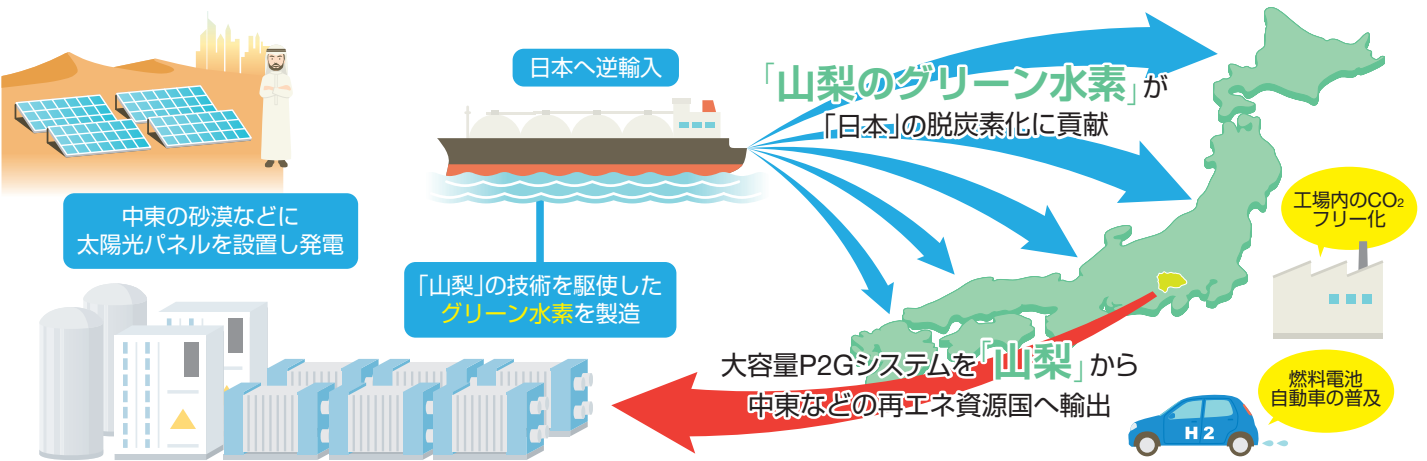 日本へ逆輸入
「山梨のグリーン水素」が
「日本」の脱炭素化に貢献
中東の砂漠などに
太陽光パネルを設置し発電
「山梨」の技術を駆使した
グリーン水素を製造
工場内のCO₂
フリー化
大容量P2Gシステムを「山梨」から
中東などの再エネ資源国へ輸出
燃料電池
自動車の普及
H2